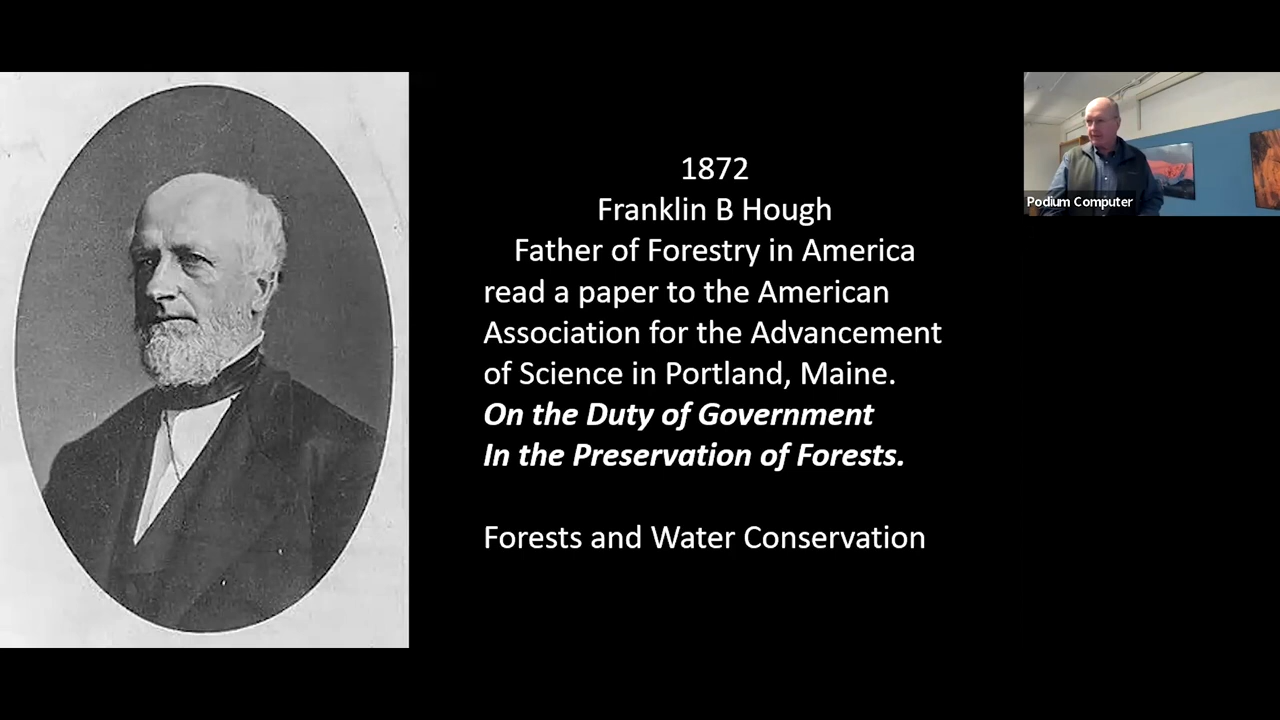 1872
Franklin B Hough
Father of Forestry in America
read a paper to the American
Association for the Advancement
of Science in Portland, Maine.
On the Duty of Government
In the Preservation of Forests.
Forests and Water Conservation
Podium Computer